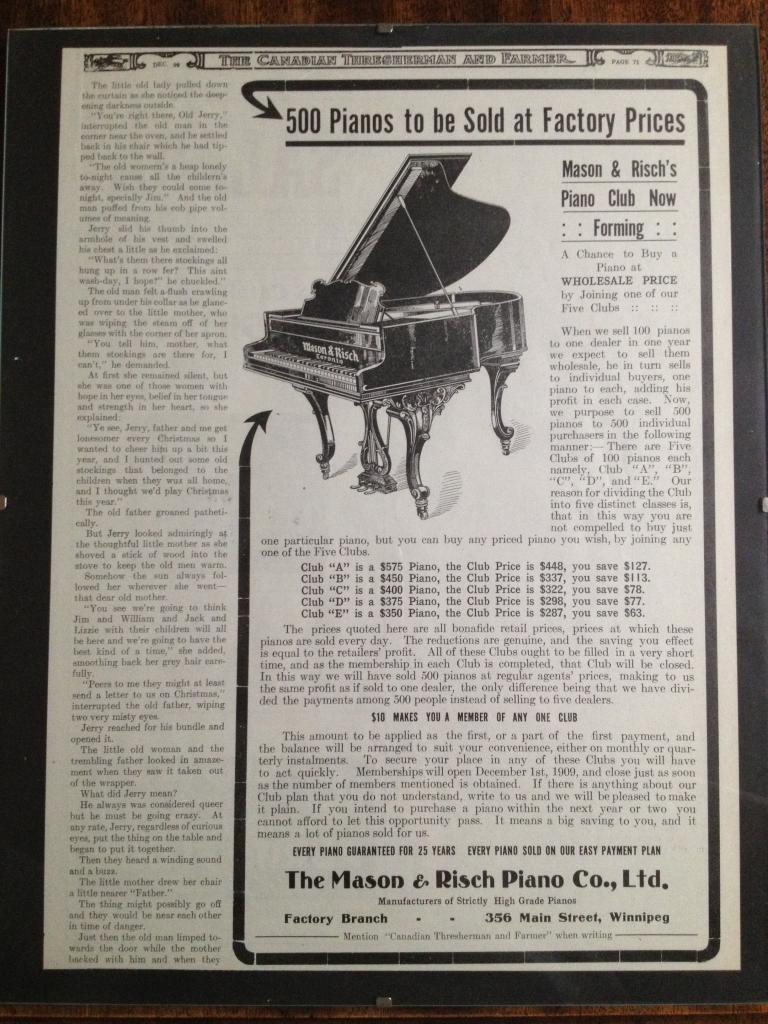 DEC. 09
THE CANADIAN THRESHERMAN AND FARMER
PAGE 71
The little old lady pulled down
the curtain as she noticed the deep-
ening darkness outside.
"You're right there, Old Jerry,"
interrupted the old man in the
corner near the oven, and he settled
back in his chair which he had tip-
ped back to the wall.
"The old women's a heap lonely
to-night cause all the childern's
away. Wish they could come to-
night, specially Jim." And the old
man puffed from his cob pipe vol-
umes of meaning.
Jerry slid his thumb into the
armhole of his vest and swelled
his chest a little as he exclaimed:
"What's them there stockings all
hung up in a row fer? This aint
wash-day, I hope?" he chuckled."
The old man felt a flush crawling
up from under his collar as he glanc-
ed over to the little mother, who
was wiping the steam off of her
glasses with the corner of her apron.
"You tell him, mother, what
them stockings are there for, I
can't," he demanded.
At first she remained silent, but
she was one of those women with
hope in her eyes, belief in her tongue
and strength in her heart, so she
explained:
"Ye see, Jerry, father and me get
lonesomer every Christmas so I
wanted to cheer him up a bit this
year, and I hunted out some old
stockings that belonged to the
children when they wus all home,
and I thought we'd play Christmas
this year."
The old father groaned patheti-
cally.
But Jerry looked admiringly at
the thoughtful little mother as she
shoved a stick of wood into the
stove to keep the old men warm.
Somehow the sun always fol-
lowed her wherever she went—
that dear old mother.
"You see we're going to think
Jim and William and Jack and
Lizzie with their children will all
be here and we're going to have the
best kind of a time," she added,
smoothing back her grey hair care-
fully.
"Peers to me they might at least
send a letter to us on Christmas,"
interrupted the old father, wiping
two very misty eyes.
Jerry reached for his bundle and
opened it.
The little old woman and the
trembling father looked in amaze-
ment when they saw it taken out
of the wrapper.
What did Jerry mean?
He always was considered queer
but he must be going crazy. At
any rate, Jerry, regardless of curious
eyes, put the thing on the table and
began to put it together.
Then they heard a winding sound
and a buzz.
The little mother drew her chair
a little nearer "Father."
The thing might possibly go off
and they would be near each other
in time of danger.
Just then the old man limped to-
wards the door while the mother
backed with him and when they
500 Pianos to be Sold at Factory Prices
Mason & Risch
Toronto
Mason & Risch's
Piano Club Now
: : Forming : :
A Chance to Buy a
Piano at
WHOLESALE PRICE
by Joining one of our
Five Clubs :: :: ::
When we sell 100 pianos
to one dealer in one year
we expect to sell them
wholesale, he in turn sells
to individual buyers, one
piano to each, adding his
profit in each case. Now,
we purpose to sell 500
pianos to 500 individual
purchasers in the following
manner:— There are Five
Clubs of 100 pianos each
namely, Club "A", "B",
"C", "D", and "E." Our
reason for dividing the Club
into five distinct classes is,
that in this way you are
not compelled to buy just
one particular piano, but you can buy any priced piano you wish, by joining any
one of the Five Clubs.
Club "A" is a $575 Piano, the Club Price is $448, you save $127.
Club "B" is a $450 Piano, the Club Price is $337, you save $113.
Club "C" is a $400 Piano, the Club Price is $322, you save $78.
Club "D" is a $375 Piano, the Club Price is $298, you save $77.
Club "E" is a $350 Piano, the Club Price is $287, you save $63.
The prices quoted here are all bonafide retail prices, prices at which these
pianos are sold every day. The reductions are genuine, and the saving you effect
is equal to the retailers' profit. All of these Clubs ought to be filled in a very short
time, and as the membership in each Club is completed, that Club will be closed.
In this way we will have sold 500 pianos at regular agents' prices, making to us
the same profit as if sold to one dealer, the only difference being that we have divi-
ded the payments among 500 people instead of selling to five dealers.
$10 MAKES YOU A MEMBER OF ANY ONE CLUB
This amount to be applied as the first, or a part of the first payment, and
the balance will be arranged to suit your convenience, either on monthly or quar-
terly instalments. To secure your place in any of these Clubs you will have
to act quickly. Memberships will open December 1st, 1909, and close just as soon
as the number of members mentioned is obtained. If there is anything about our
Club plan that you do not understand, write to us and we will be pleased to make
it plain. If you intend to purchase a piano within the next year or two you
cannot afford to let this opportunity pass. It means a big saving to you, and it
means a lot of pianos sold for us.
EVERY PIANO GUARANTEED FOR 25 YEARS EVERY PIANO SOLD ON OUR EASY PAYMENT PLAN
The Mason & Risch Piano Co., Ltd.
Manufacturers of Strictly High Grade Pianos
Factory Branch - - 356 Main Street, Winnipeg
Mention "Canadian Thresherman and Farmer" when writing